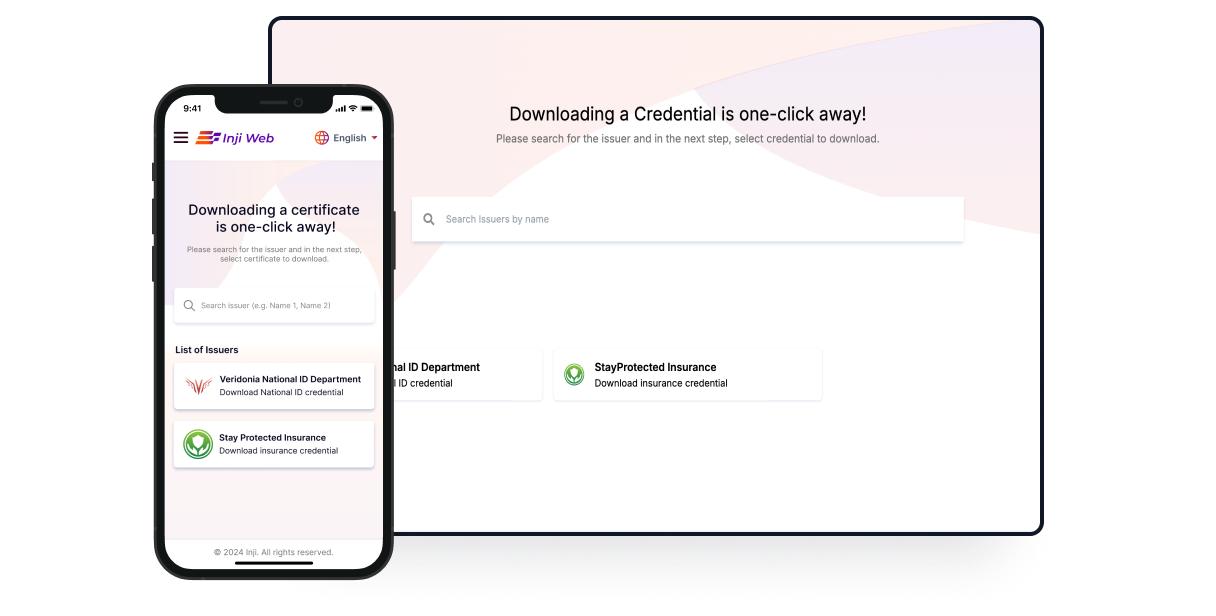 Downloading a Credential is one-click away!
Please search for the issuer and in the next step, select credential to download.
Search Issuers by name
ID Department
ID credential
StayProtected Insurance
Download insurance credential
9:41
Inji Web
English
Downloading a certificate
is one-click away!
Please search for the issuer and in the next step,
select certificate to download.
Search issuer (e.g. Name 1, Name 2)
List of Issuers
Veridonia National ID Department
Download National ID credential
Stay Protected Insurance
Download insurance credential
© 2024 Inji. All rights reserved.